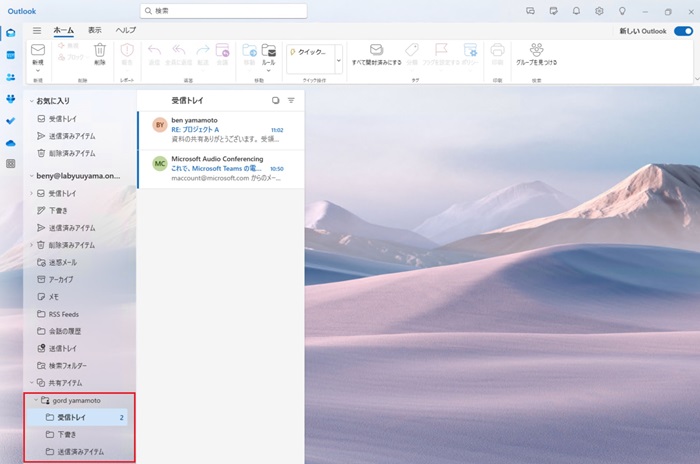 Outlook
検索
ホーム
表示
ヘルプ
新しい Outlook
新規
報告
ブロック
削除
報告
返信
全員に返信
転送
会議
移動
ルール
クイック...
すべて開封済みにする
分類
フラグを設定する
ポリシー
印刷
グループを見つける
新規
削除
レポート
返信
移動
クイック操作
印刷
検索
お気に入り
受信トレイ
送信済みアイテム
削除済みアイテム
beny@labyuuyama.on...
受信トレイ
下書き
送信済みアイテム
削除済みアイテム
迷惑メール
アーカイブ
メモ
RSS Feeds
会話の履歴
送信トレイ
検索フォルダー
共有アイテム
gord yamamoto
受信トレイ 2
下書き
送信済みアイテム
受信トレイ
BY
ben yamamoto
RE: プロジェクト A 11:02
資料の共有ありがとうございます。 受領...
MC
Microsoft Audio Conferencing
これで、Microsoft Teams の電... 10:50
maccount@microsoft.com からのメー...